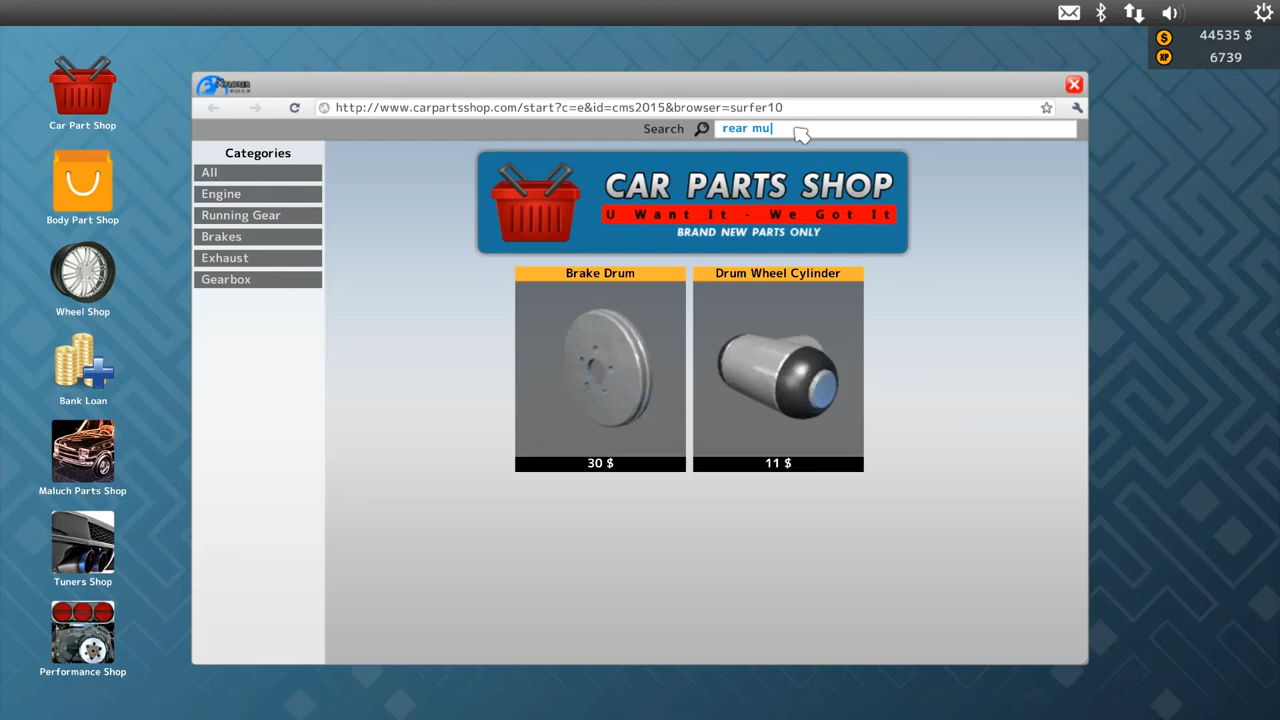 44535 $
6739
Car Part Shop
Body Part Shop
Wheel Shop
Bank Loan
Maluch Parts Shop
Tuners Shop
Performance Shop
http://www.carpartsshop.com/start?c=e&id=cms2015&browser=surfer10
Search rear mu
Categories
All
Engine
Running Gear
Brakes
Exhaust
Gearbox
CAR PARTS SHOP
U Want It - We Got It
BRAND NEW PARTS ONLY
Brake Drum
30 $
Drum Wheel Cylinder
11 $